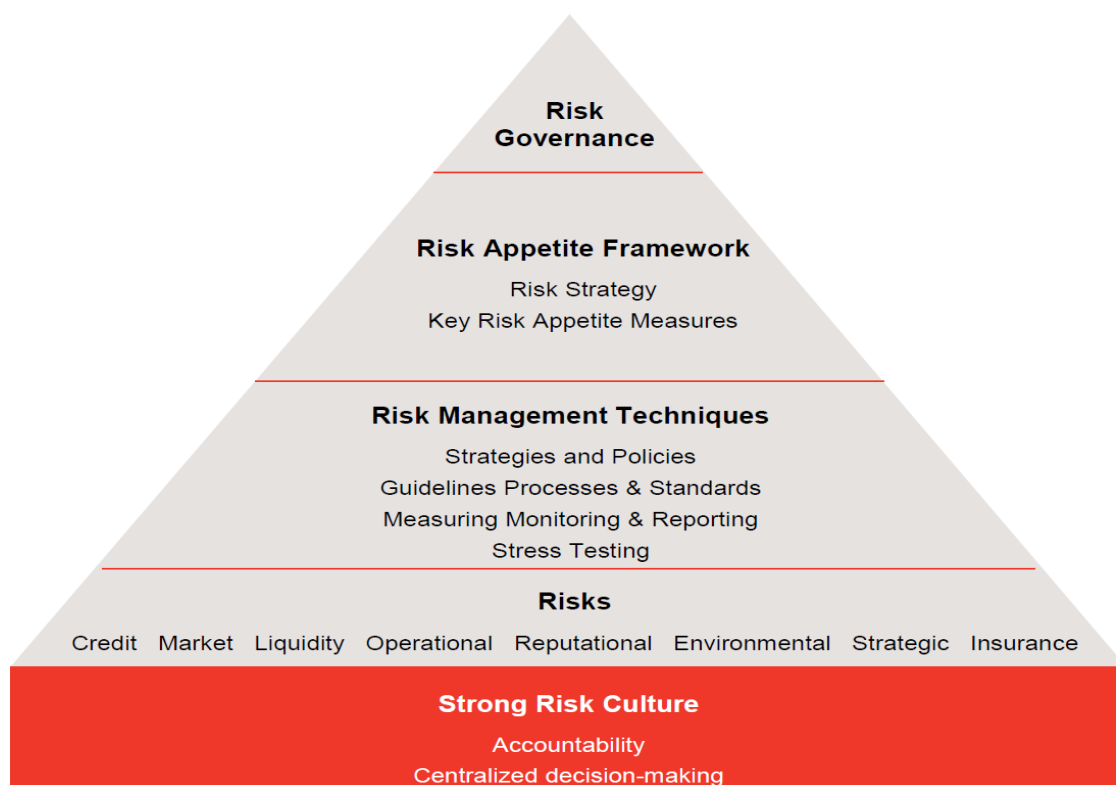 Risk
Governance
Risk Appetite Framework
Risk Strategy
Key Risk Appetite Measures
Risk Management Techniques
Strategies and Policies
Guidelines Processes & Standards
Measuring Monitoring & Reporting
Stress Testing
Risks
Credit Market Liquidity Operational Reputational Environmental Strategic Insurance
Strong Risk Culture
Accountability
Centralized decision-making